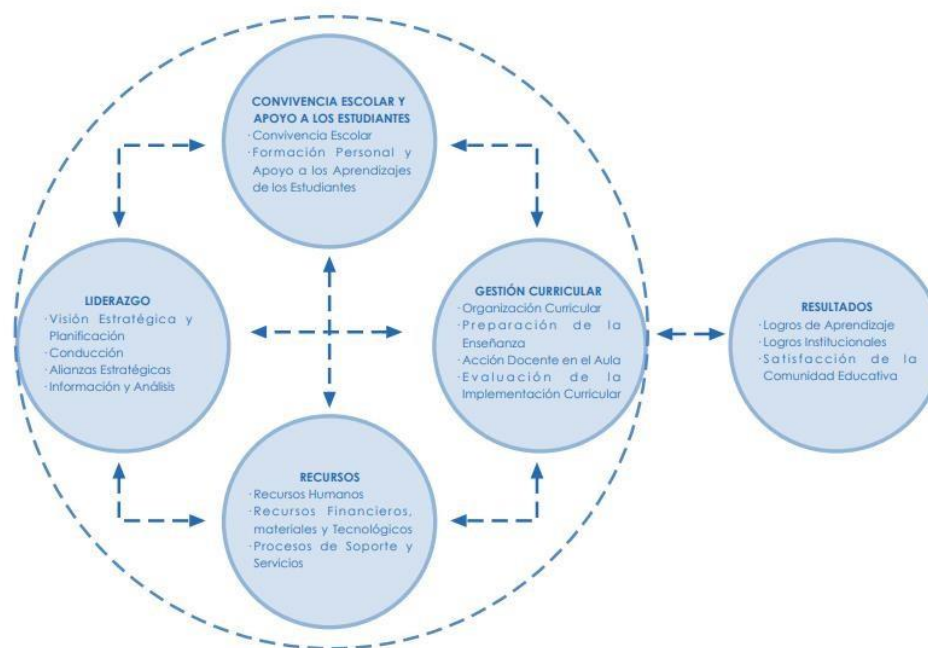 CONVIVENCIA ESCOLAR Y
APOYO A LOS ESTUDIANTES
·Convivencia Escolar
·Formación Personal y
Apoyo a los Aprendizajes
de los Estudiantes
LIDERAZGO
·Visión Estratégica y
Planificación
·Conducción
·Alianzas Estratégicas
·Información y Análisis
GESTIÓN CURRICULAR
·Organización Curricular
·Preparación de la
Enseñanza
·Acción Docente en el Aula
·Evaluación de la
Implementación Curricular
RESULTADOS
·Logros de Aprendizaje
·Logros Institucionales
·Satisfacción de la
Comunidad Educativa
RECURSOS
·Recursos Humanos
·Recursos Financieros,
materiales y Tecnológicos
·Procesos de Soporte y
Servicios